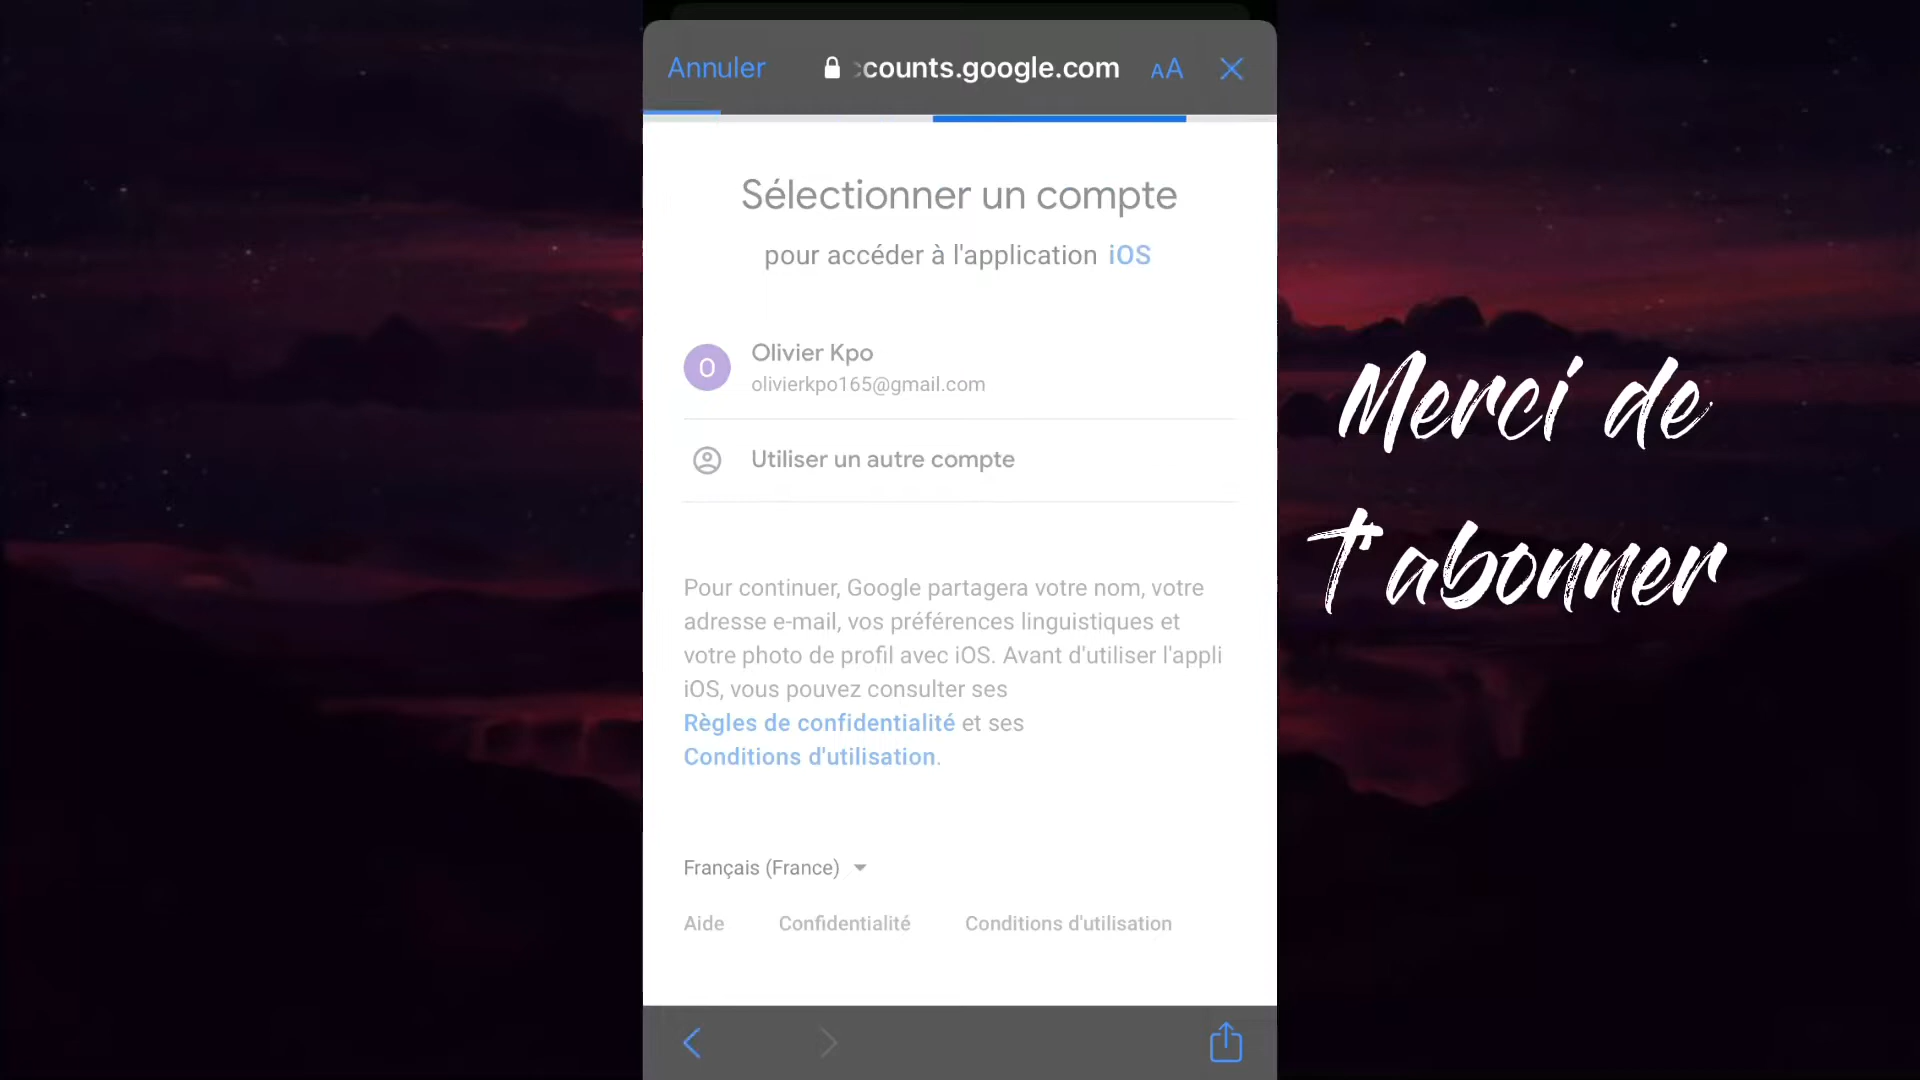 Annuler
counts.google.com
AA
Sélectionner un compte
pour accéder à l'application iOS
O
Olivier Kpo
olivierkpo165@gmail.com
Utiliser un autre compte
Pour continuer, Google partagera votre nom, votre
adresse e-mail, vos préférences linguistiques et
votre photo de profil avec iOS. Avant d'utiliser l'appli
iOS, vous pouvez consulter ses
Règles de confidentialité et ses
Conditions d'utilisation.
Français (France)
Aide Confidentialité Conditions d'utilisation
Merci de
t'abonner